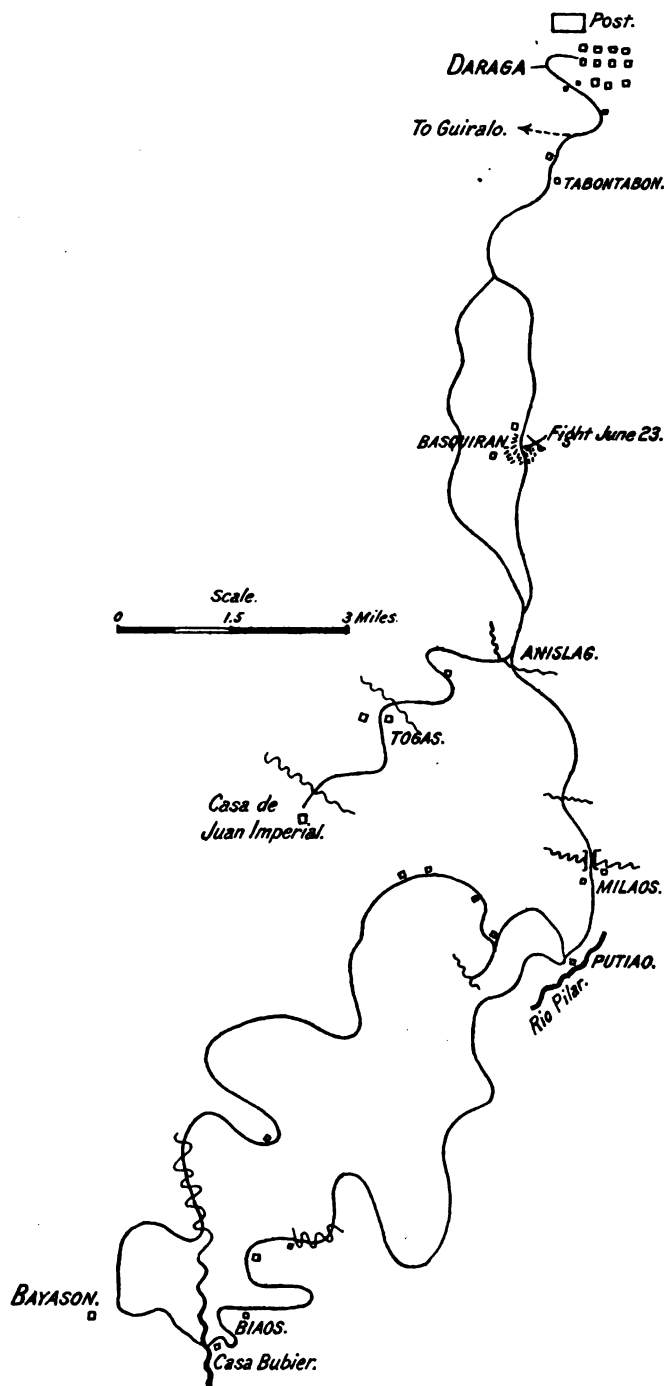 Post.
DARAGA
To Guiralo.
TABONTABON.
BASQUIRAN
Fight June 23.
Scale.
0 1.5 3 Miles.
ANISLAG.
TOGAS.
Casa de
Juan Imperial.
MILAOS.
PUTIAO.
Rio Pilar.
BAYASON.
BIAOS.
Casa Bubier.